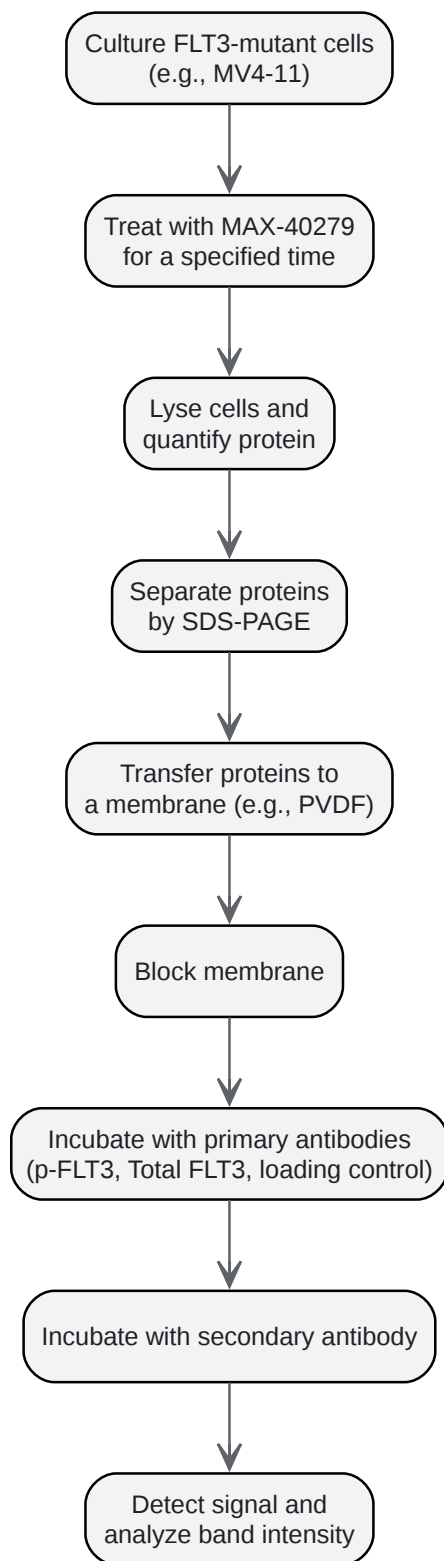 Culture FLT3-mutant cells
(e.g., MV4-11)
Treat with MAX-40279
for a specified time
Lyse cells and
quantify protein
Separate proteins
by SDS-PAGE
Transfer proteins to
a membrane (e.g., PVDF)
Block membrane
Incubate with primary antibodies
(p-FLT3, Total FLT3, loading control)
Incubate with secondary antibody
Detect signal and
analyze band intensity